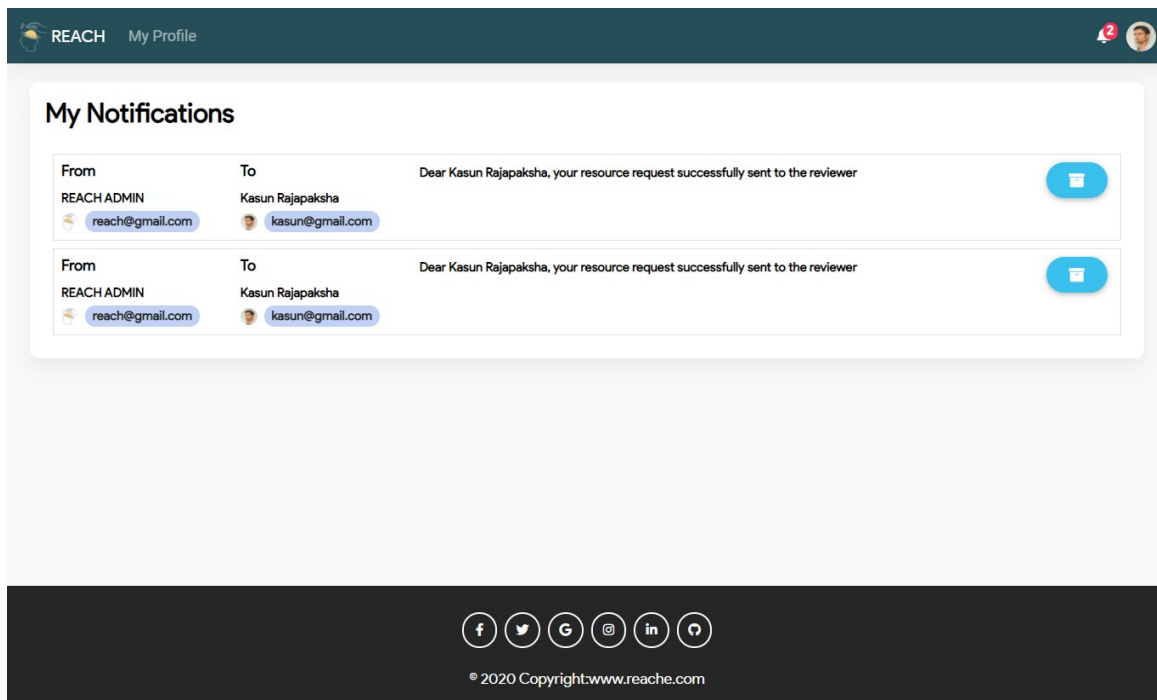 REACH My Profile 2
My Notifications
From To Dear Kasun Rajapaksha, your resource request successfully sent to the reviewer
REACH ADMIN Kasun Rajapaksha
reach@gmail.com kasun@gmail.com
From To Dear Kasun Rajapaksha, your resource request successfully sent to the reviewer
REACH ADMIN Kasun Rajapaksha
reach@gmail.com kasun@gmail.com
f G in
© 2020 Copyright:www.reache.com